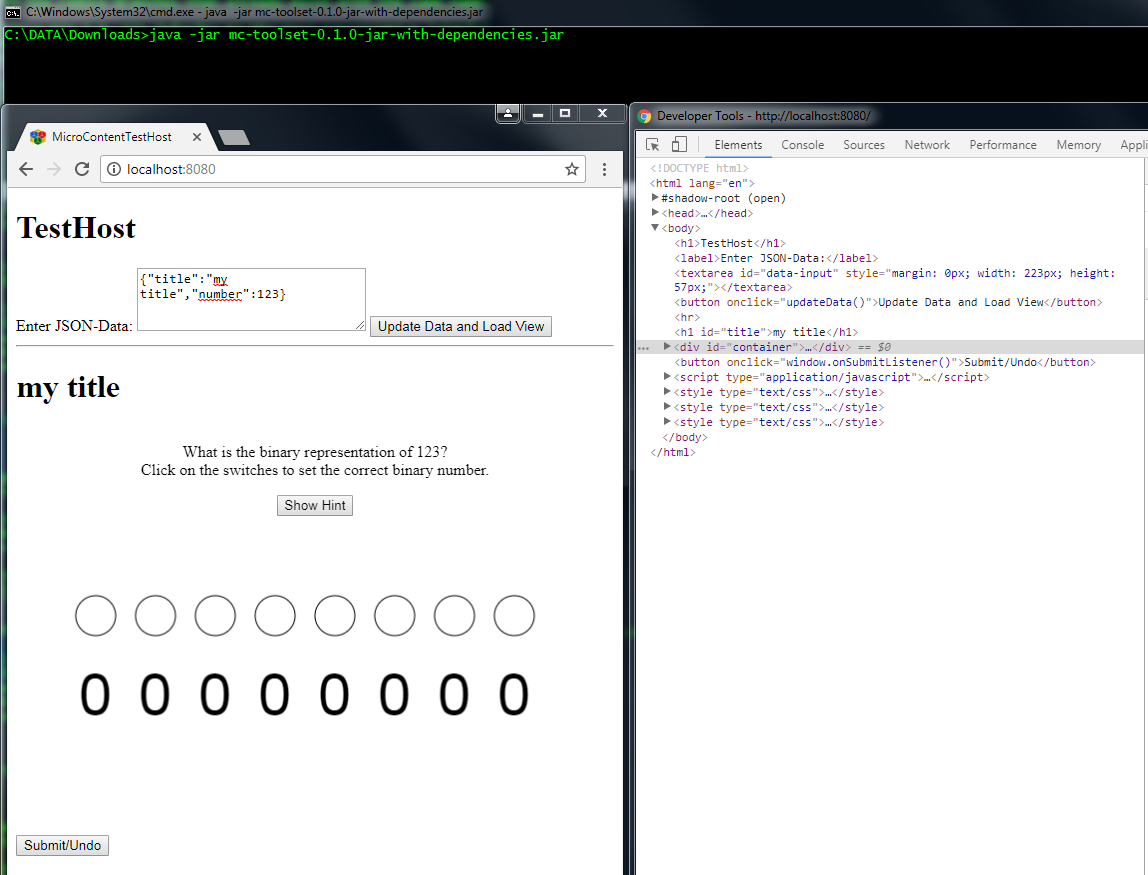 C:\Windows\System32\cmd.exe - java -jar mc-toolset-0.1.0-jar-with-dependencies.jar
C:\DATA\Downloads>java -jar mc-toolset-0.1.0-jar-with-dependencies.jar
MicroContentTestHost
localhost:8080
TestHost
{"title":"my
title","number":123}
Enter JSON-Data:
Update Data and Load View
my title
What is the binary representation of 123?
Click on the switches to set the correct binary number.
Show Hint
0 0 0 0 0 0 0 0
Submit/Undo
Developer Tools - http://localhost:8080/
Elements Console Sources Network Performance Memory Appli
<!DOCTYPE html>
<html lang="en">
#shadow-root (open)
<head>…</head>
<body>
<h1>TestHost</h1>
<label>Enter JSON-Data:</label>
<textarea id="data-input" style="margin: 0px; width: 223px; height:
57px;"></textarea>
<button onclick="updateData()">Update Data and Load View</button>
<hr>
<h1 id="title">my title</h1>
<div id="container">…</div> == $0
<button onclick="window.onSubmitListener()">Submit/Undo</button>
<script type="application/javascript">…</script>
<style type="text/css">…</style>
<style type="text/css">…</style>
<style type="text/css">…</style>
</body>
</html>